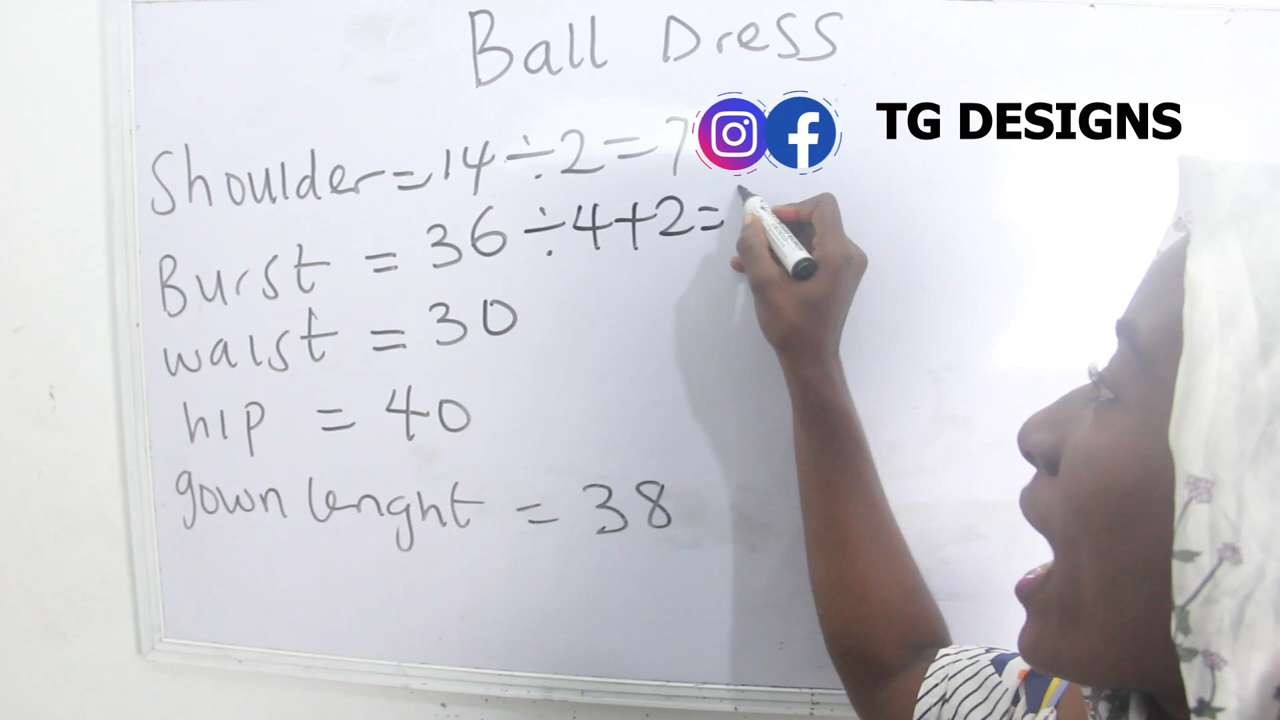 Ball Dress
TG DESIGNS
Shoulder = 14 ÷ 2 = 7
Burst = 36 ÷ 4 + 2 =
waist = 30
hip = 40
gown lenght = 38